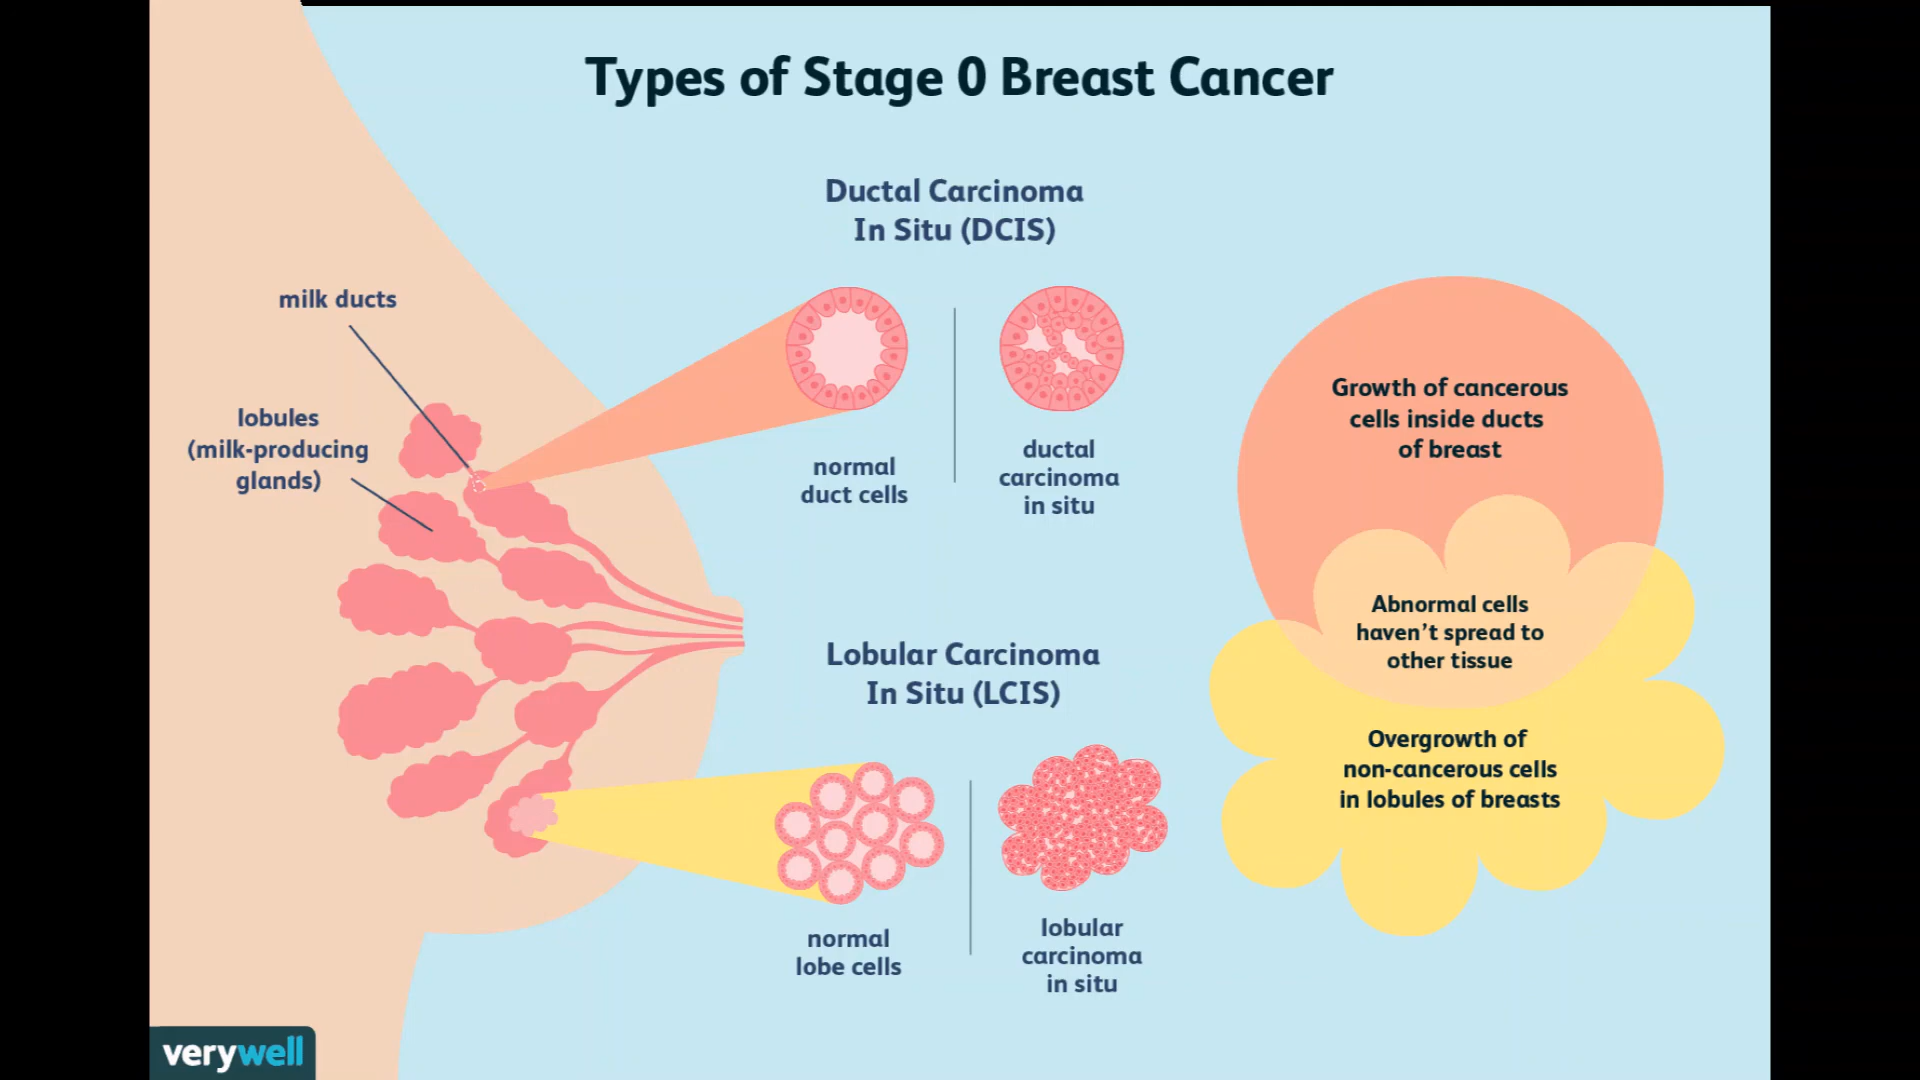 Types of Stage 0 Breast Cancer
Ductal Carcinoma
In Situ (DCIS)
milk ducts
lobules
(milk-producing
glands)
normal
duct cells
ductal
carcinoma
in situ
Growth of cancerous
cells inside ducts
of breast
Abnormal cells
haven’t spread to
other tissue
Overgrowth of
non-cancerous cells
in lobules of breasts
Lobular Carcinoma
In Situ (LCIS)
normal
lobe cells
lobular
carcinoma
in situ
verywell